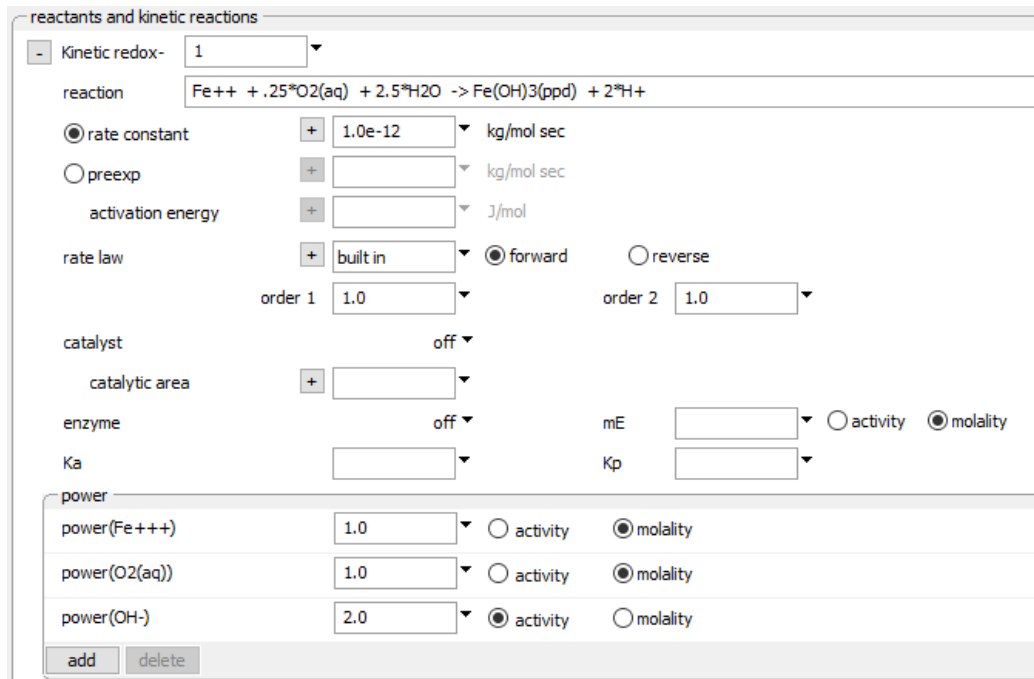 reactants and kinetic reactions
- Kinetic redox- 1
reaction Fe++ + .25*O2(aq) + 2.5*H2O -> Fe(OH)3(ppd) + 2*H+
rate constant + 1.0e-12 kg/mol sec
preexp + kg/mol sec
activation energy + J/mol
rate law + built in forward reverse
order 1 1.0 order 2 1.0
catalyst off
catalytic area +
enzyme off mE activity molality
Ka Kp
power
power(Fe+++) 1.0 activity molality
power(O2(aq)) 1.0 activity molality
power(OH-) 2.0 activity molality
add delete